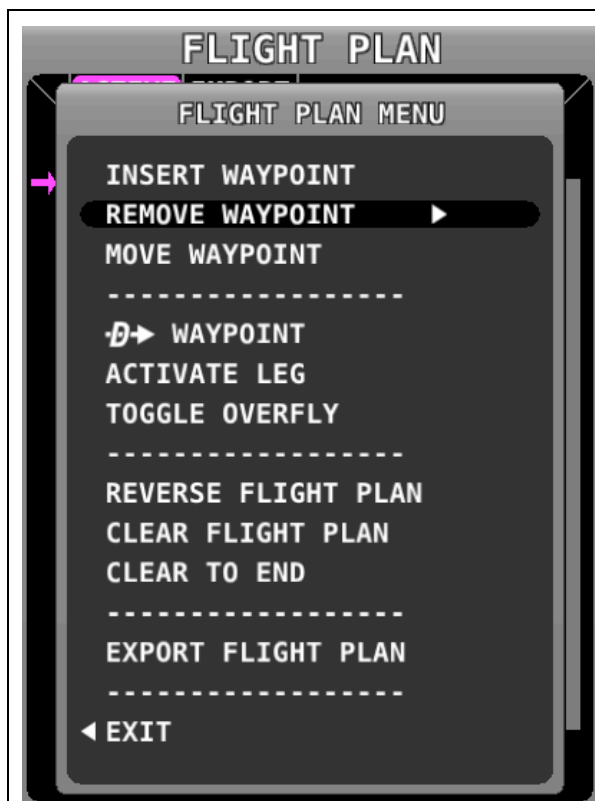 FLIGHT PLAN
FLIGHT PLAN MENU
INSERT WAYPOINT
REMOVE WAYPOINT
MOVE WAYPOINT
-------------------
D WAYPOINT
ACTIVATE LEG
TOGGLE OVERFLY
-------------------
REVERSE FLIGHT PLAN
CLEAR FLIGHT PLAN
CLEAR TO END
-------------------
EXPORT FLIGHT PLAN
-------------------
EXIT